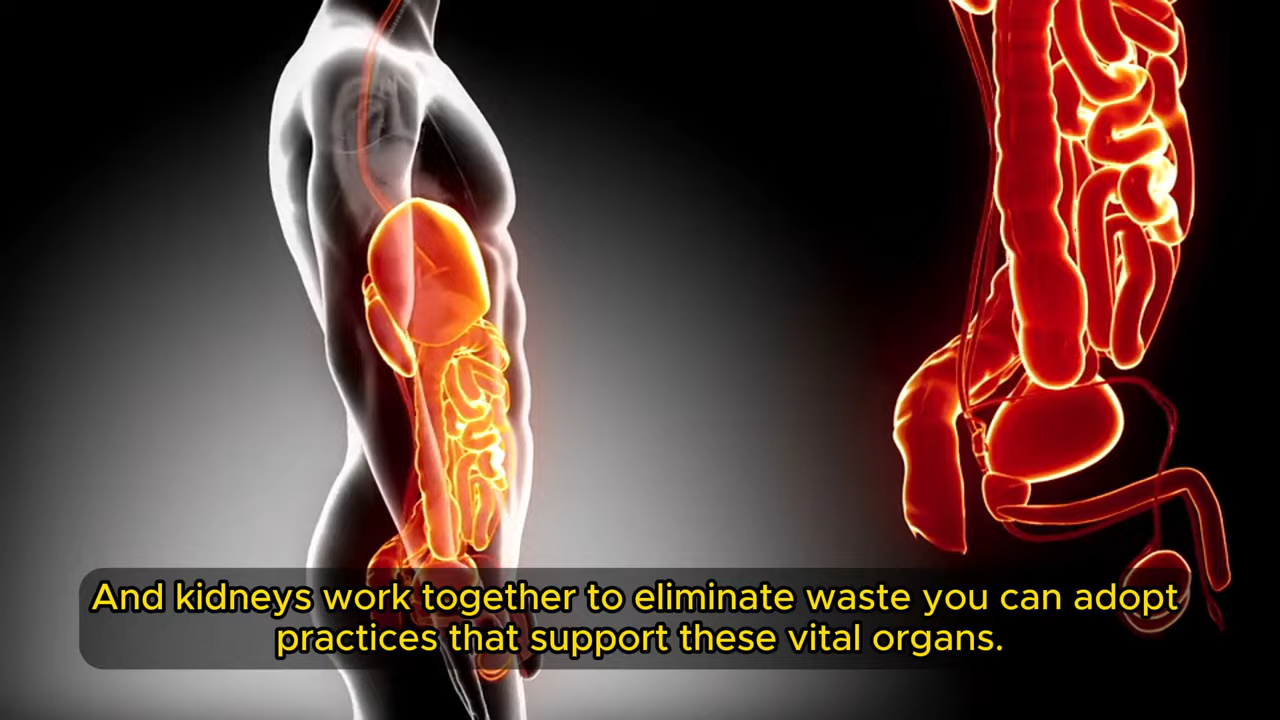 And kidneys work together to eliminate waste you can adopt
practices that support these vital organs.